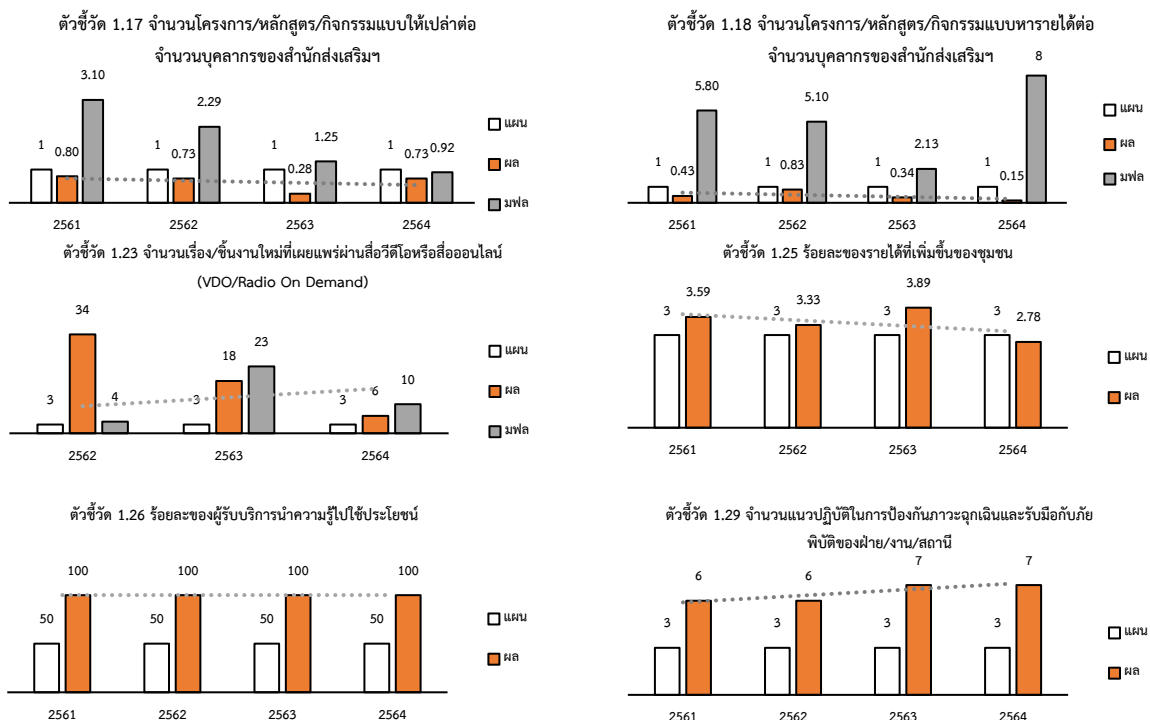 ตัวชี้วัด 1.17 จำนวนโครงการ/หลักสูตร/กิจกรรมแบบให้เปล่าต่อ
จำนวนบุคลากรของสำนักส่งเสริมฯ
3.10
2.29
1.25
1 0.80
1 0.73
1 0.28
1 0.73 0.92
2561 2562 2563 2564
แผน
ผล
มฟล
ตัวชี้วัด 1.18 จำนวนโครงการ/หลักสูตร/กิจกรรมแบบหารายได้ต่อ
จำนวนบุคลากรของสำนักส่งเสริมฯ
8
5.80
5.10
2.13
1 0.43
1 0.83
1 0.34
1 0.15
2561 2562 2563 2564
แผน
ผล
มฟล
ตัวชี้วัด 1.23 จำนวนเรื่อง/ชิ้นงานใหม่ที่เผยแพร่ผ่านสื่อวีดีโอหรือสื่อออนไลน์
(VDO/Radio On Demand)
34
18 23
3 4
3
3 6 10
2562 2563 2564
แผน
ผล
มฟล
ตัวชี้วัด 1.25 ร้อยละของรายได้ที่เพิ่มขึ้นของชุมชน
3 3.59
3 3.33
3 3.89
3 2.78
2561 2562 2563 2564
แผน
ผล
ตัวชี้วัด 1.26 ร้อยละของผู้รับบริการนำความรู้ไปใช้ประโยชน์
100 100 100 100
50 50 50 50
2561 2562 2563 2564
แผน
ผล
ตัวชี้วัด 1.29 จำนวนแนวปฏิบัติในการป้องกันภาวะฉุกเฉินและรับมือกับภัย
พิบัติของฝ่าย/งาน/สถานี
6 6 7 7
3 3 3 3
2561 2562 2563 2564
แผน
ผล